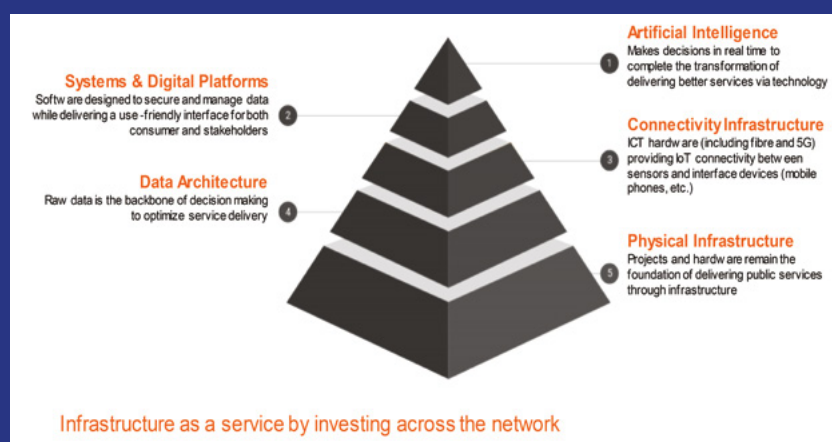 Artificial Intelligence
Makes decisions in real time to
complete the transformation of
delivering better services via technology
1
Systems & Digital Platforms
Softw are designed to secure and manage data
while delivering a use -friendly interface for both
consumer and stakeholders
2
Connectivity Infrastructure
ICT hardw are (including fibre and 5G)
providing IoT connectivity betw een
sensors and interface devices (mobile
phones, etc.)
3
Data Architecture
Raw data is the backbone of decision making
to optimize service delivery
4
Physical Infrastructure
Projects and hardw are remain the
foundation of delivering public services
through infrastructure
5
Infrastructure as a service by investing across the network